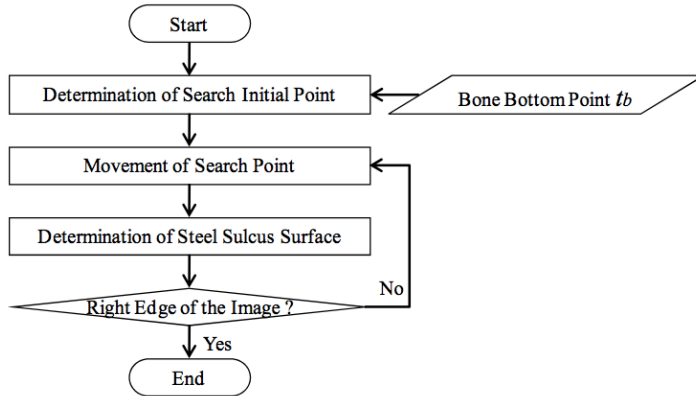 Start
Determination of Search Initial Point
Bone Bottom Point tb
Movement of Search Point
Determination of Steel Sulcus Surface
Right Edge of the Image ?
No
Yes
End